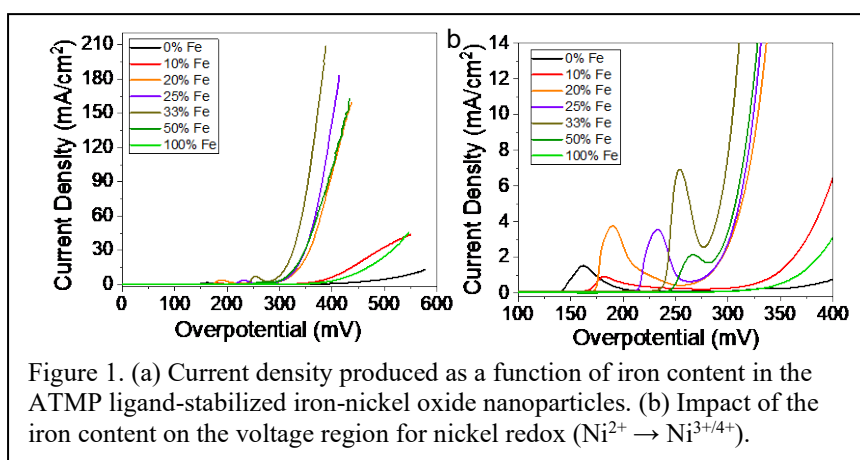 210
180
150
120
90
60
30
0
Current Density (mA/cm²)
0% Fe
10% Fe
20% Fe
25% Fe
33% Fe
50% Fe
100% Fe
0 100 200 300 400 500 600
Overpotential (mV)
b
14
12
10
8
6
4
2
0
Current Density (mA/cm²)
0% Fe
10% Fe
20% Fe
25% Fe
33% Fe
50% Fe
100% Fe
100 150 200 250 300 350 400
Overpotential (mV)
Figure 1. (a) Current density produced as a function of iron content in the
ATMP ligand-stabilized iron-nickel oxide nanoparticles. (b) Impact of the
iron content on the voltage region for nickel redox (Ni²⁺ → Ni³⁺/⁴⁺).